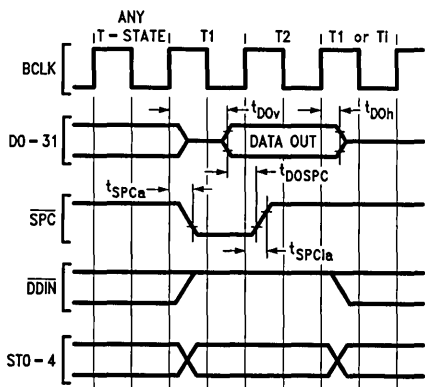 ANY
T-STATE T1 T2 T1 or Ti
BCLK
tDOv tDOh
D0-31 DATA OUT
tDOSPC
tSPCa
SPC
tSPCia
DDIN
ST0-4